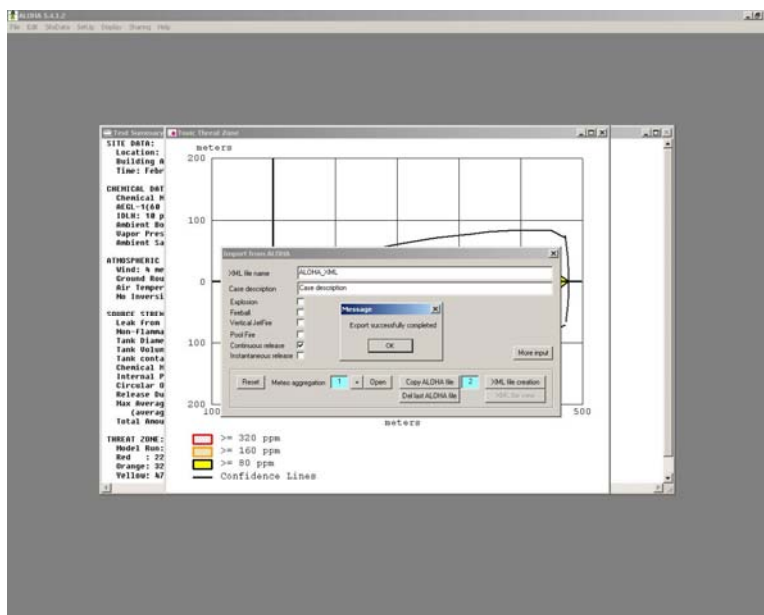 ALOHA 5.4.1.2
File Edit SiteData SetUp Display Sharing Help
Text Summary
Toxic Threat Zone
SITE DATA:
Location:
Building A
Time: Febr
CHEMICAL DAT
Chemical N
AEGL-1(60
IDLH: 10 p
Ambient Bo
Vapor Pres
Ambient Sa
ATMOSPHERIC
Wind: 4 me
Ground Rou
Air Temper
No Inversi
SOURCE STREN
Leak from
Non-Flamma
Tank Diame
Tank Volum
Tank conta
Chemical M
Internal P
Circular O
Release Du
Max Averag
(averag
Total Amou
THREAT ZONE:
Model Run:
Red : 22
Orange: 32
Yellow: 47
meters
200
100
0
100
200
100
500
meters
>= 320 ppm
>= 160 ppm
>= 80 ppm
Confidence Lines
Import from ALOHA
XML file name ALOHA_XML
Case description Case description
Explosion
Fireball
Vertical JetFire
Pool Fire
Continuous release
Instantaneous release
Message
Export successfully completed
OK
More input
Reset Meteo aggregation 1 + Open Copy ALOHA file 2 XML file creation
Del last ALOHA file